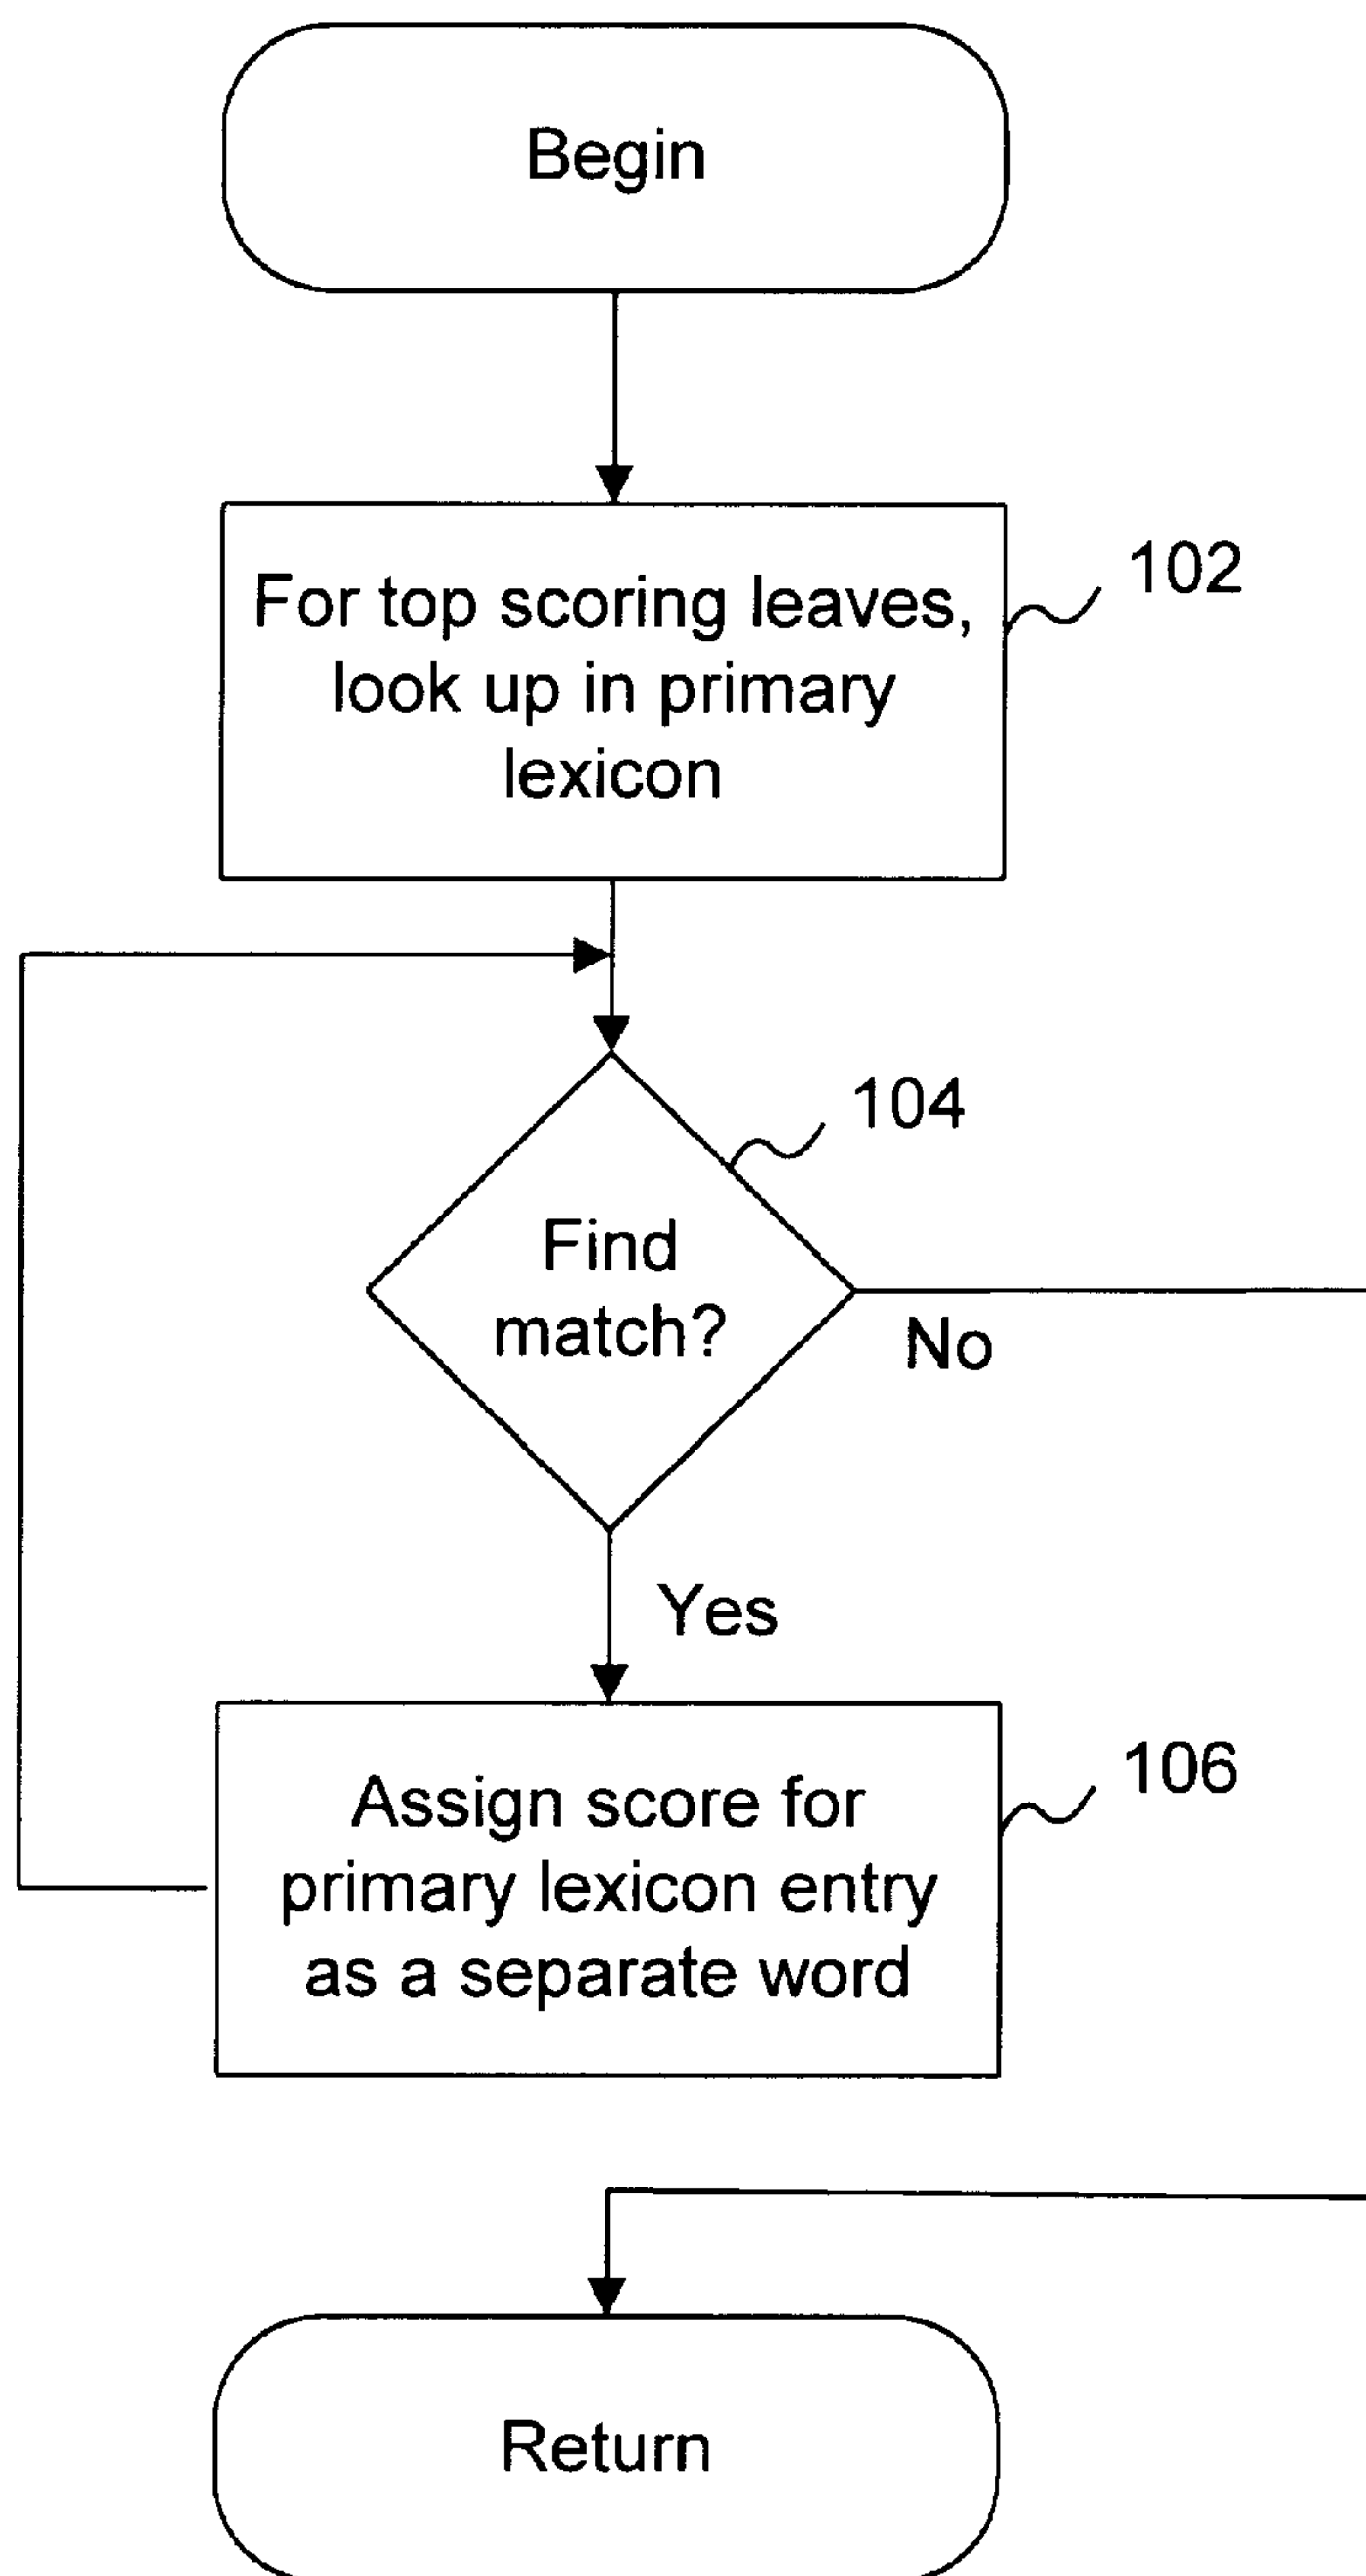 Begin
For top scoring leaves,
look up in primary
lexicon
102
104
Find
match?
No
Yes
Assign score for
primary lexicon entry
as a separate word
106
Return